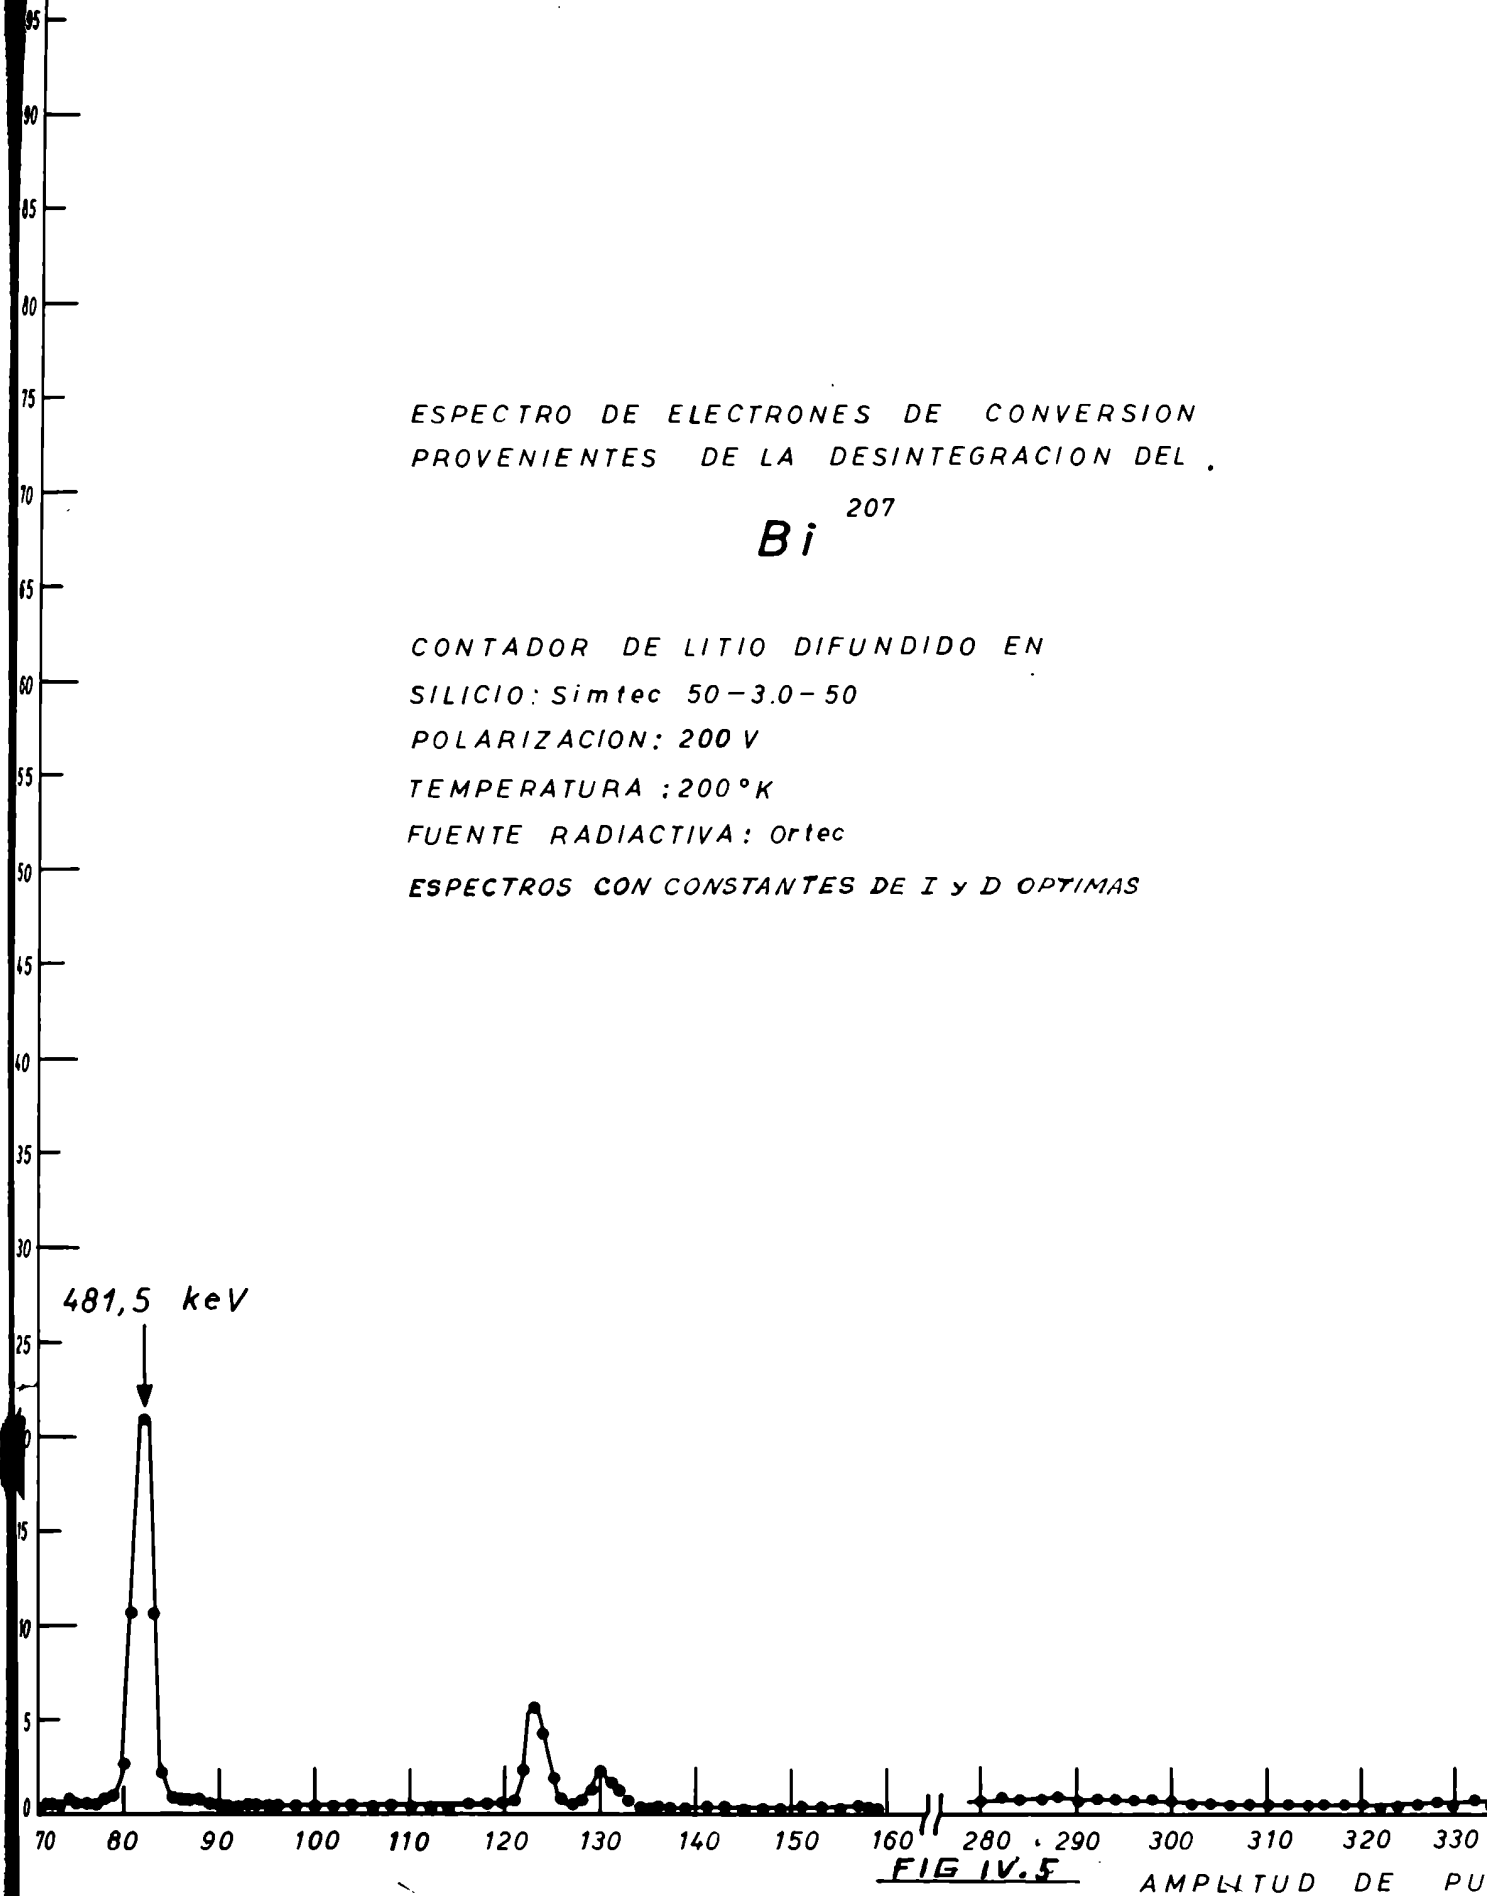 95
90
85
80
75
ESPECTRO DE ELECTRONES DE CONVERSION
PROVENIENTES DE LA DESINTEGRACION DEL
70
207
Bi
65
CONTADOR DE LITIO DIFUNDIDO EN
60
SILICIO: Simtec 50-3.0-50
POLARIZACION: 200 V
55
TEMPERATURA : 200 °K
FUENTE RADIACTIVA: Ortec
50
ESPECTROS CON CONSTANTES DE I y D OPTIMAS
45
40
35
30
481,5 keV
25
15
10
5
0
70 80 90 100 110 120 130 140 150 160 280 290 300 310 320 330
FIG IV.5
AMPLITUD DE PU